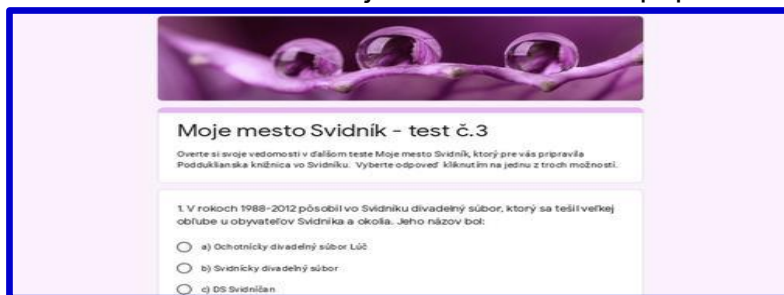 Moje mesto Svidník - test č.3
Overte si svoje vedomosti v ďalšom teste Moje mesto Svidník, ktorý pre vás pripravila
Podduklianska knižnica vo Svidníku. Vyberte odpoveď kliknutím na jednu z troch možností.
1. V rokoch 1988-2012 pôsobil vo Svidníku divadelný súbor, ktorý sa tešil veľkej
obľube u obyvateľov Svidníka a okolia. Jeho názov bol:
a) Ochotnícky divadelný súbor Lúč
b) Svidnícky divadelný súbor
c) DS Svidníčan